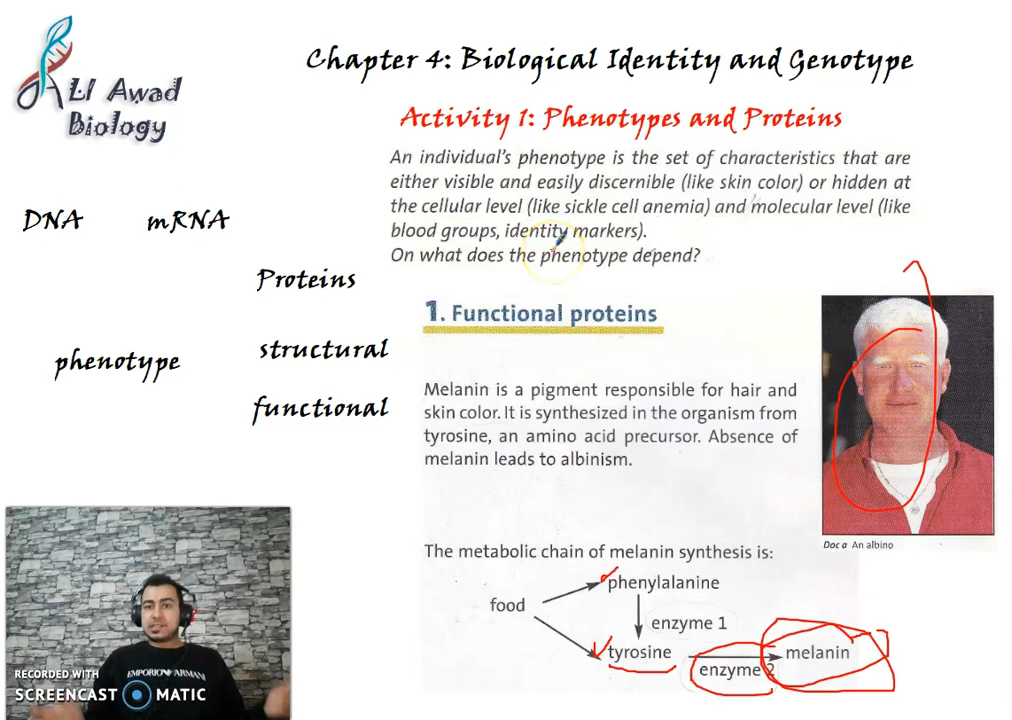 ALI Awad
Biology
Chapter 4: Biological Identity and Genotype
Activity 1: Phenotypes and Proteins
An individual's phenotype is the set of characteristics that are
either visible and easily discernible (like skin color) or hidden at
the cellular level (like sickle cell anemia) and molecular level (like
blood groups, identity markers).
On what does the phenotype depend?
DNA mRNA
Proteins
phenotype
structural
functional
1. Functional proteins
Melanin is a pigment responsible for hair and
skin color. It is synthesized in the organism from
tyrosine, an amino acid precursor. Absence of
melanin leads to albinism.
Doc a An albino
The metabolic chain of melanin synthesis is:
food
phenylalanine
enzyme 1
tyrosine
enzyme 2
melanin
EMPORIO ARMANI
RECORDED WITH
SCREENCAST MATIC